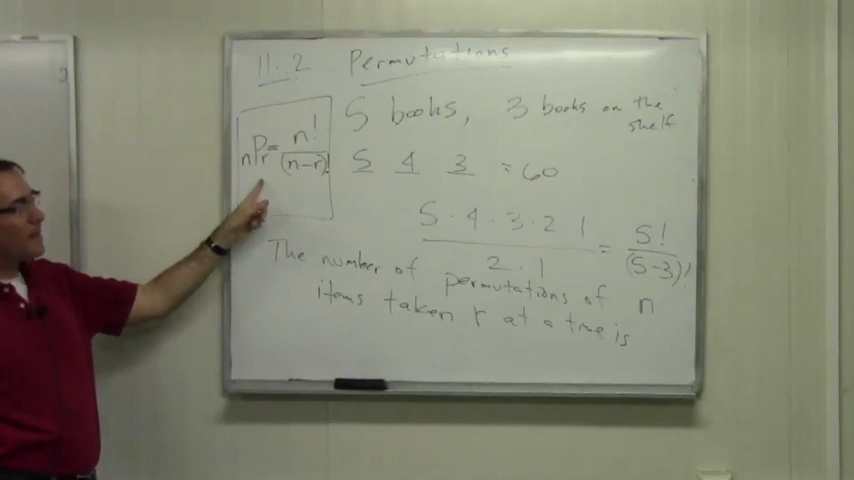 11.2 Permutations
5 books, 3 books on the shelf
nPr = n!/(n-r)!
5 4 3 = 60
5 · 4 · 3 · 2 1 / 2 · 1 = 5!/(5-3)!
The number of permutations of n
items taken r at a time is